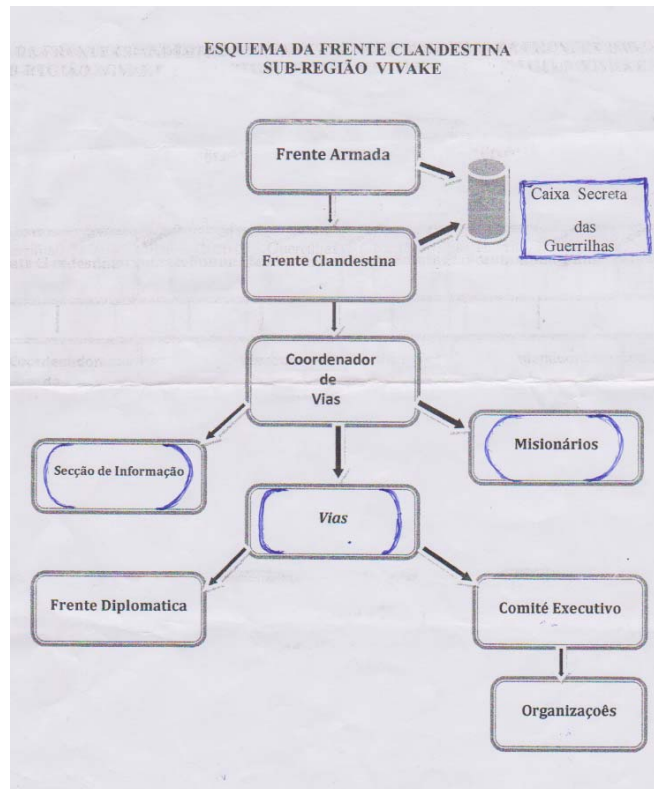 ESQUEMA DA FRENTE CLANDESTINA
SUB-REGIÃO VIVAKE
Frente Armada
Caixa Secreta
das
Guerrilhas
Frente Clandestina
Coordenador
de
Vias
Misionários
Secção de Informação
Vias
Frente Diplomatica
Comité Executivo
Organizaçoês